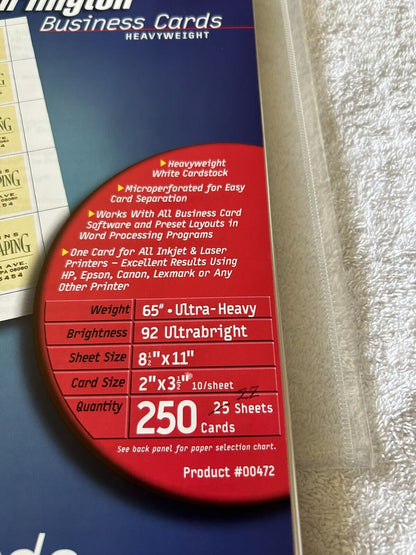 Business Cards
HEAVYWEIGHT
Heavyweight
White Cardstock
Microperforated for Easy
Card Separation
Works With All Business Card
Software and Preset Layouts in
Word Processing Programs
One Card for All Inkjet & Laser
Printers – Excellent Results Using
HP, Epson, Canon, Lexmark or Any
Other Printer
Weight 65# • Ultra-Heavy
Brightness 92 Ultrabright
Sheet Size 8½" x 11"
Card Size 2" x 3½" 10/sheet
22
Quantity 250 Cards 25 Sheets
See back panel for paper selection chart.
Product #00472